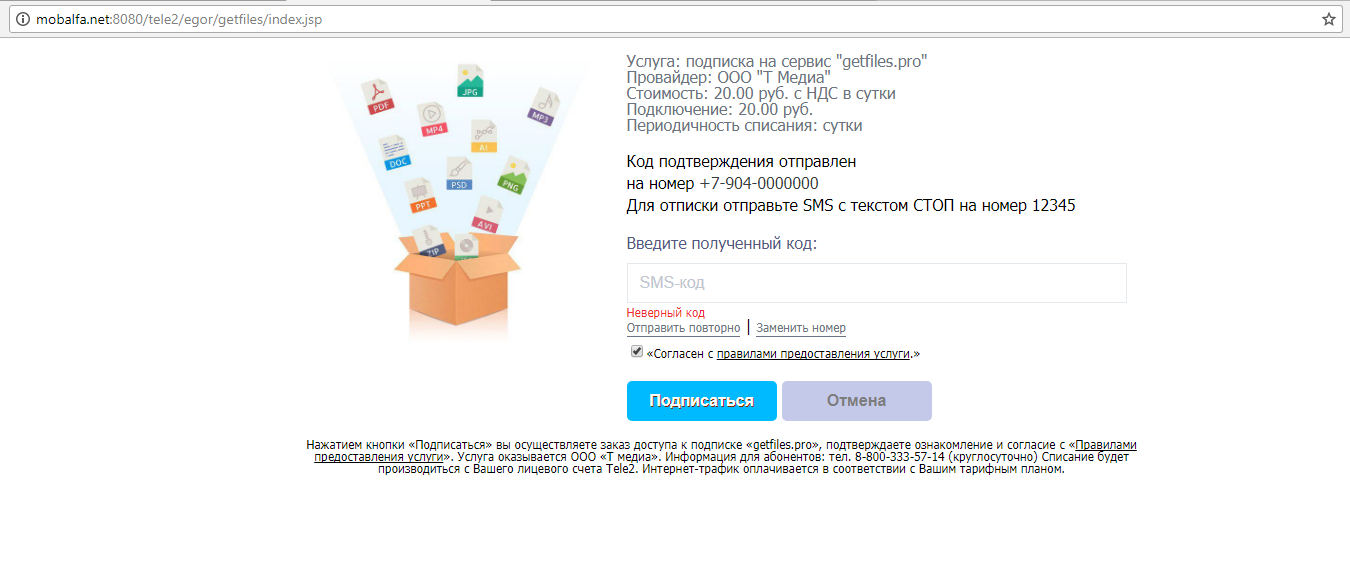 mobalfa.net:8080/tele2/egor/getfiles/index.jsp
PDF
JPG
MP3
MP4
AI
DOC
PSD
PNG
PPT
AVI
ZIP
Услуга: подписка на сервис "getfiles.pro"
Провайдер: ООО "Т Медиа"
Стоимость: 20.00 руб. с НДС в сутки
Подключение: 20.00 руб.
Периодичность списания: сутки
Код подтверждения отправлен
на номер +7-904-0000000
Для отписки отправьте SMS с текстом СТОП на номер 12345
Введите полученный код:
SMS-код
Неверный код
Отправить повторно | Заменить номер
«Согласен с правилами предоставления услуги.»
Подписаться Отмена
Нажатием кнопки «Подписаться» вы осуществляете заказ доступа к подписке «getfiles.pro», подтверждаете ознакомление и согласие с «Правилами
предоставления услуги». Услуга оказывается ООО «Т медиа». Информация для абонентов: тел. 8-800-333-57-14 (круглосуточно) Списание будет
производиться с Вашего лицевого счета Tele2. Интернет-трафик оплачивается в соответствии с Вашим тарифным планом.